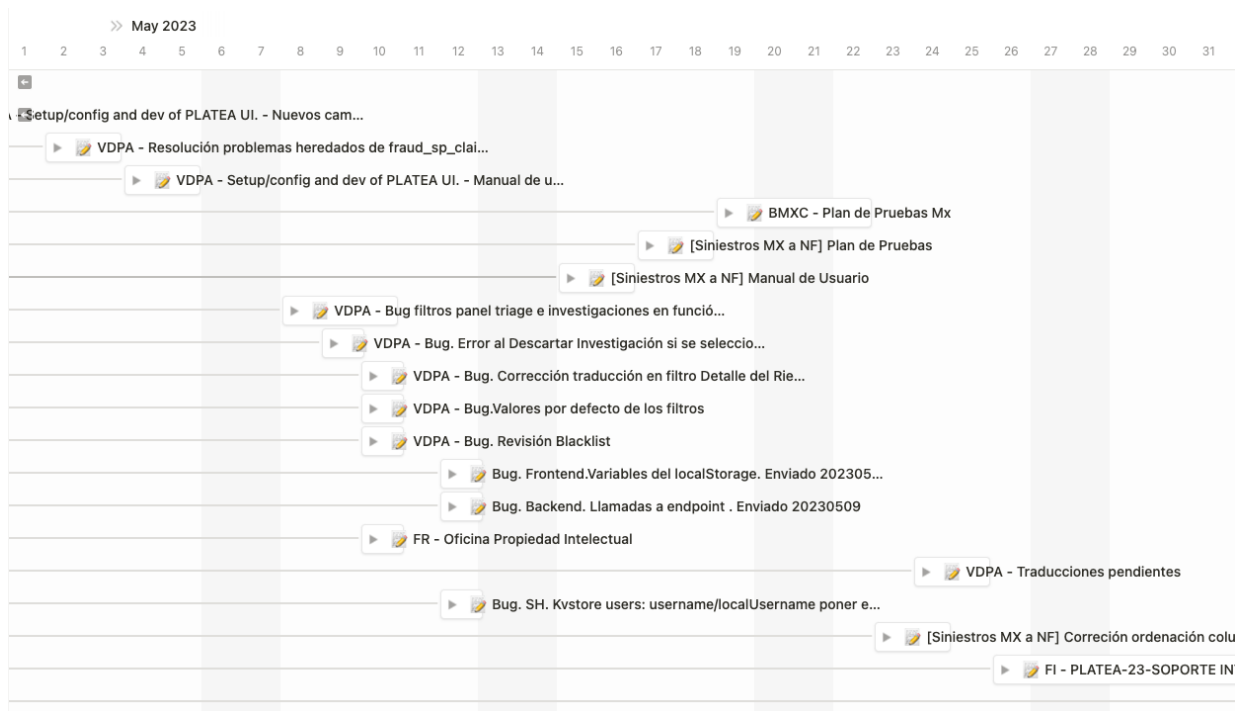 May 2023
1 2 3 4 5 6 7 8 9 10 11 12 13 14 15 16 17 18 19 20 21 22 23 24 25 26 27 28 29 30 31
- Setup/config and dev of PLATEA UI. - Nuevos cam...
VDPA - Resolución problemas heredados de fraud_sp_clai...
VDPA - Setup/config and dev of PLATEA UI. - Manual de u...
BMXC - Plan de Pruebas Mx
[Siniestros MX a NF] Plan de Pruebas
[Siniestros MX a NF] Manual de Usuario
VDPA - Bug filtros panel triage e investigaciones en funció...
VDPA - Bug. Error al Descartar Investigación si se seleccio...
VDPA - Bug. Corrección traducción en filtro Detalle del Rie...
VDPA - Bug.Valores por defecto de los filtros
VDPA - Bug. Revisión Blacklist
Bug. Frontend.Variables del localStorage. Enviado 202305...
Bug. Backend. Llamadas a endpoint . Enviado 20230509
FR - Oficina Propiedad Intelectual
VDPA - Traducciones pendientes
Bug. SH. Kvstore users: username/localUsername poner e...
[Siniestros MX a NF] Correción ordenación colu
FI - PLATEA-23-SOPORTE IN